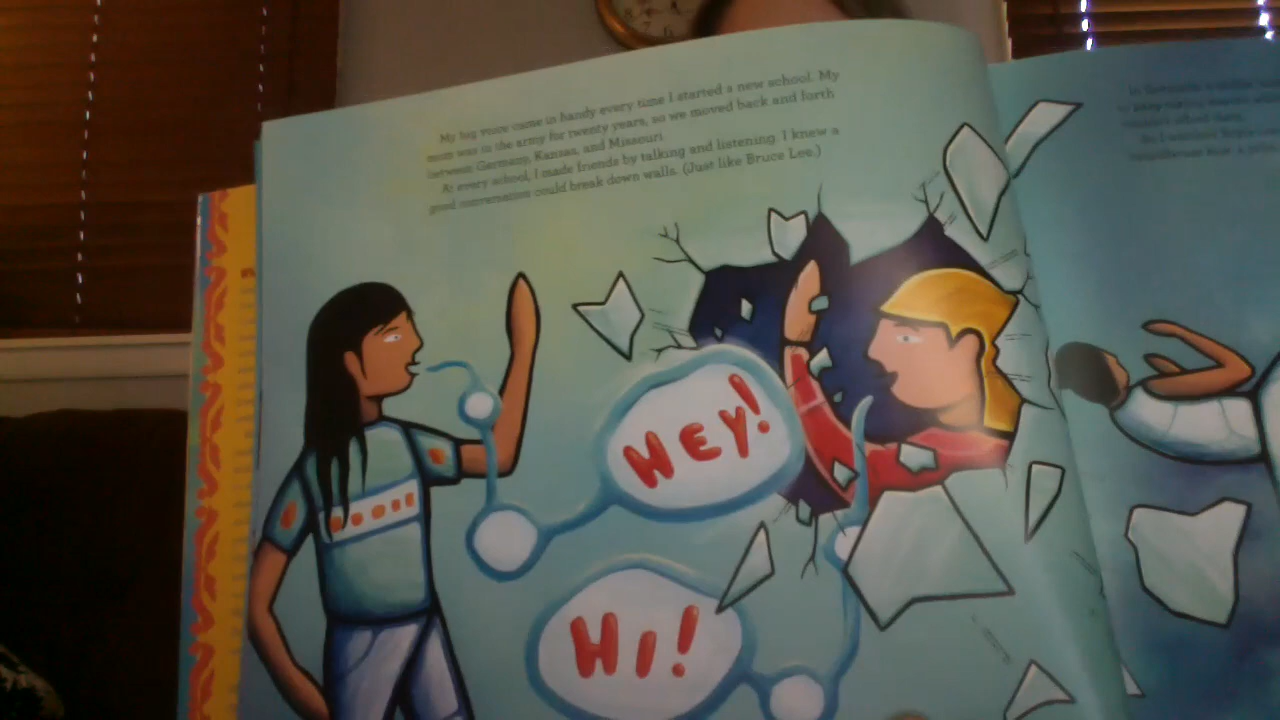 My big voice came in handy every time I started a new school. My
mom was in the army for twenty years, so we moved back and forth
between Germany, Kansas, and Missouri.
At every school, I made friends by talking and listening. I knew a
good conversation could break down walls. (Just like Bruce Lee.)
HEY!
HI!